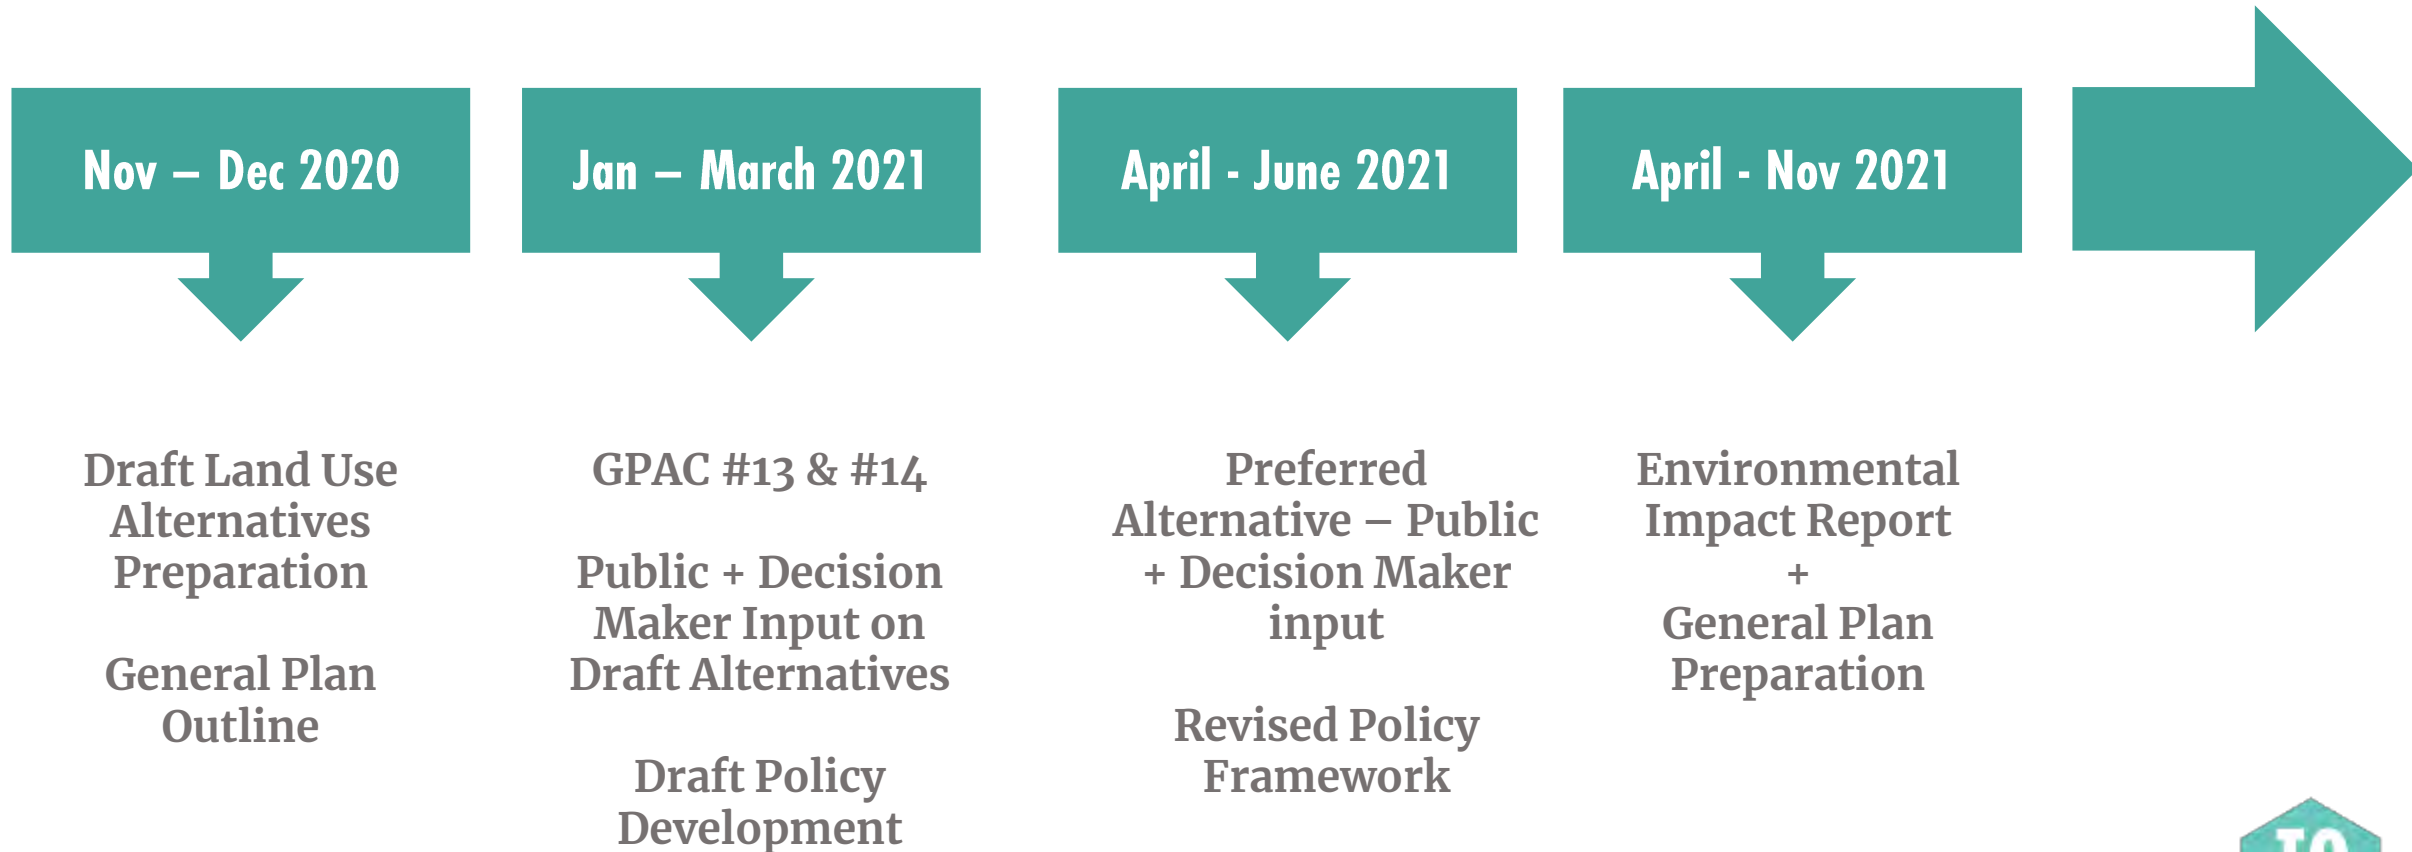 Nov – Dec 2020
Jan – March 2021
April - June 2021
April - Nov 2021
Draft Land Use
Alternatives
Preparation
General Plan
Outline
GPAC #13 & #14
Public + Decision
Maker Input on
Draft Alternatives
Draft Policy
Development
Preferred
Alternative – Public
+ Decision Maker
input
Revised Policy
Framework
Environmental
Impact Report
+
General Plan
Preparation
TO